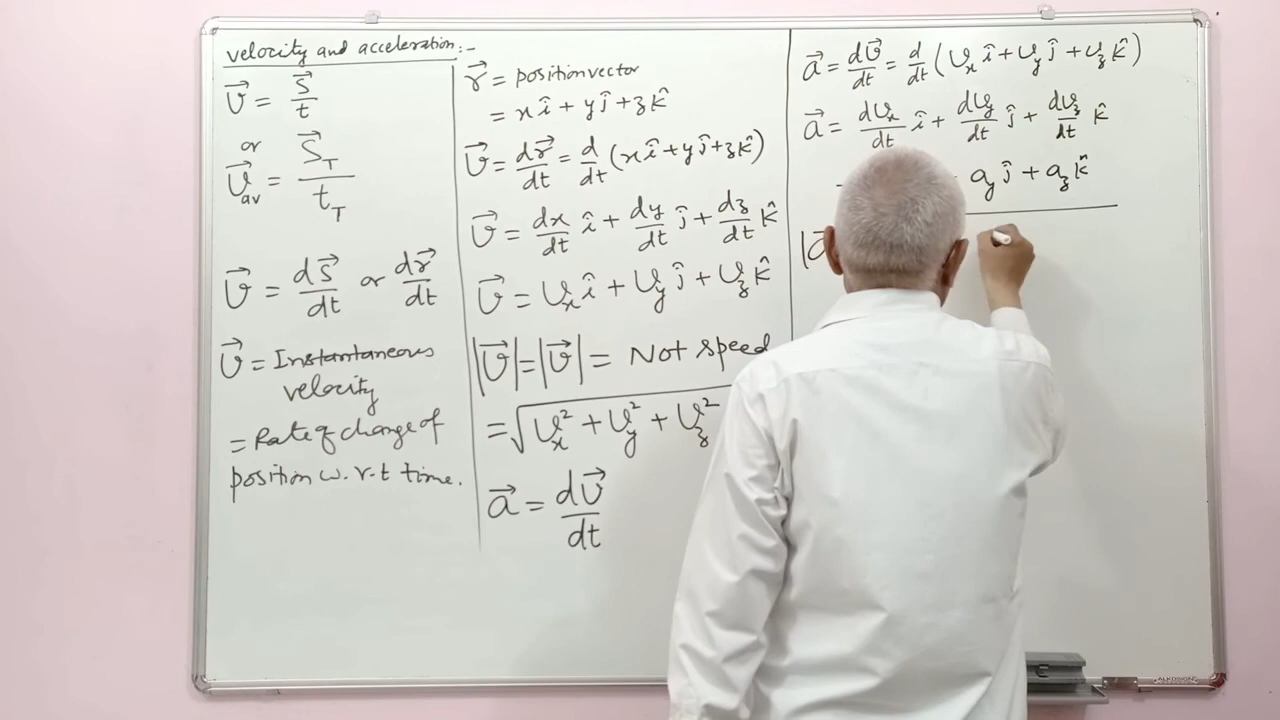 velocity and acceleration:-
v⃗ = s⃗/t
or
v⃗av = s⃗T/tT
v⃗ = ds⃗/dt or dr⃗/dt
v⃗ = Instantaneous
velocity
= Rate of change of
position w.r.t time.
r⃗ = position vector
= xî + yĵ + zk̂
v⃗ = dr⃗/dt = d/dt (xî + yĵ + zk̂)
v⃗ = dx/dt î + dy/dt ĵ + dz/dt k̂
v⃗ = vxî + vyĵ + vzk̂
|v⃗| = |v⃗| = Not speed
= √vx² + vy² + vz²
a⃗ = dv⃗/dt
a⃗ = dv⃗/dt = d/dt (vxî + vyĵ + vzk̂)
a⃗ = dvx/dt î + dvy/dt ĵ + dvz/dt k̂
ayĵ + azk̂
|a⃗
ALKOSIGN